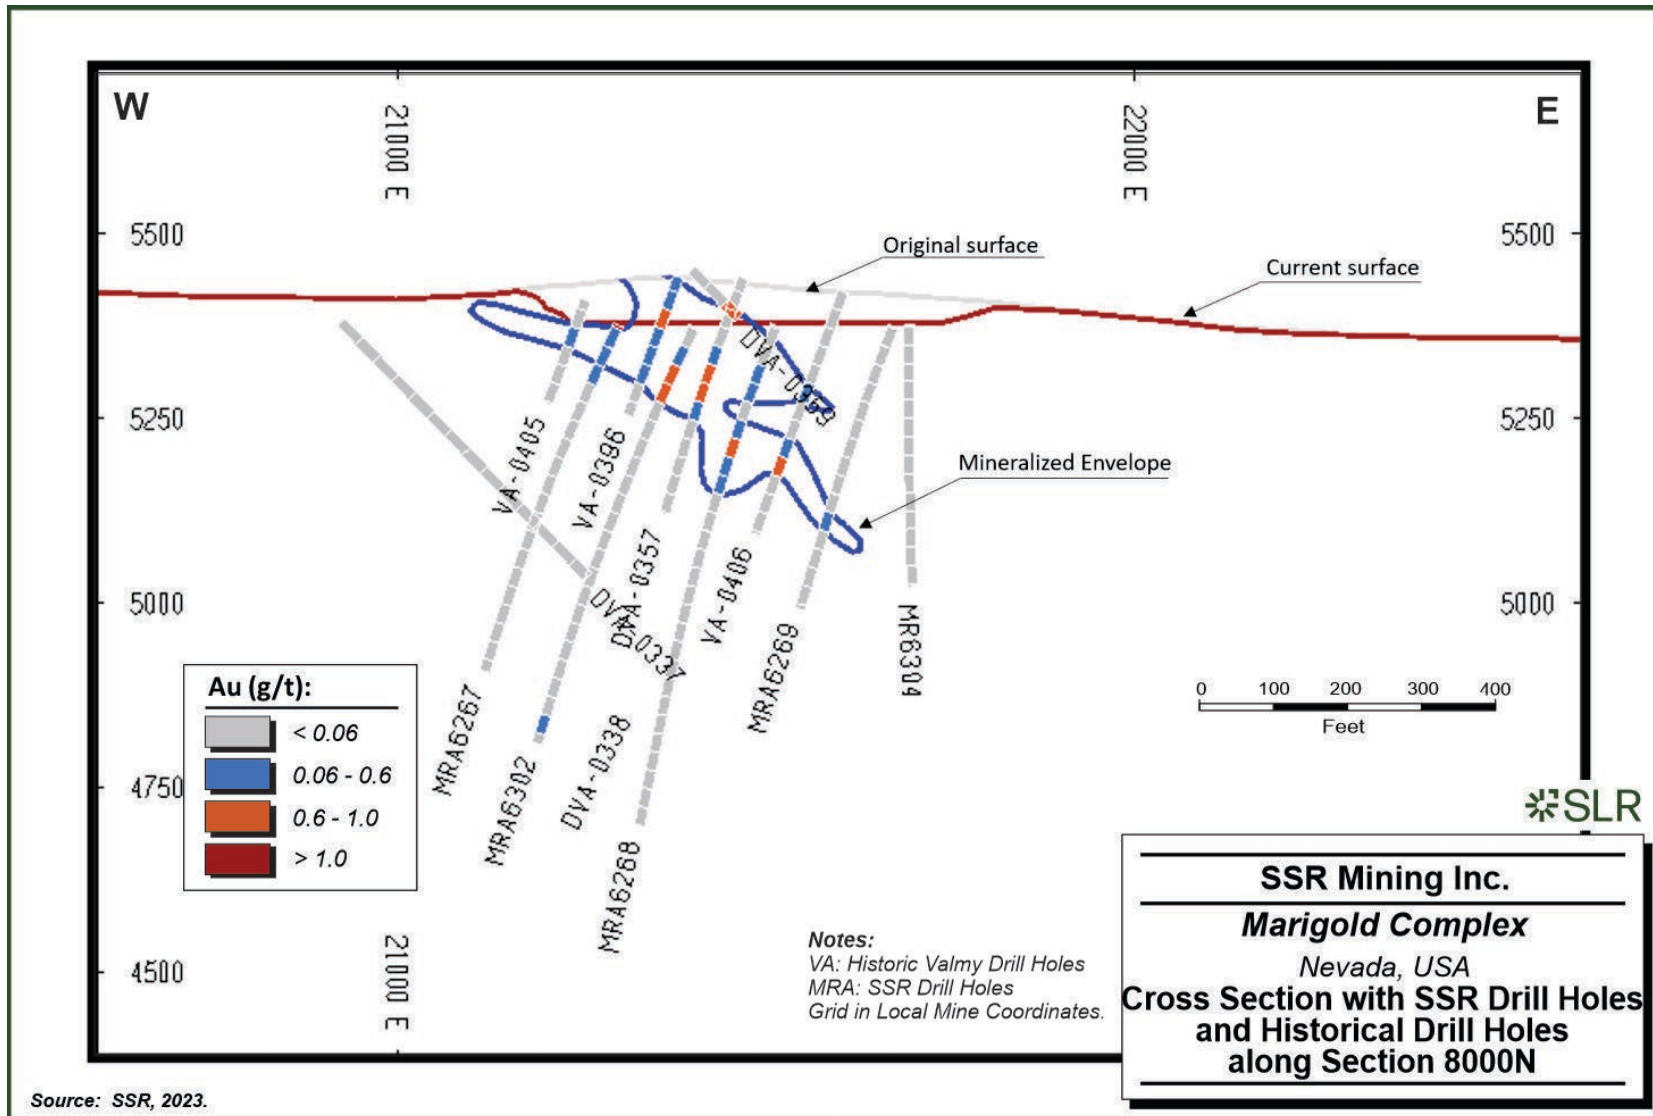 W
E
21000 E
22000 E
5500
5500
Original surface
Current surface
DVA-0369
5250
5250
VA-0405
VA-0396
Mineralized Envelope
DVA-0357
VA-0406
5000
5000
DVA-0337
MRA6269
MR6304
MRA6267
MRA6302
DVA-0338
MRA6268
Au (g/t):
< 0.06
0.06 - 0.6
0.6 - 1.0
> 1.0
0 100 200 300 400
Feet
4750
4500
21000 E
SLR
SSR Mining Inc.
Marigold Complex
Nevada, USA
Cross Section with SSR Drill Holes
and Historical Drill Holes
along Section 8000N
Notes:
VA: Historic Valmy Drill Holes
MRA: SSR Drill Holes
Grid in Local Mine Coordinates.
Source: SSR, 2023.